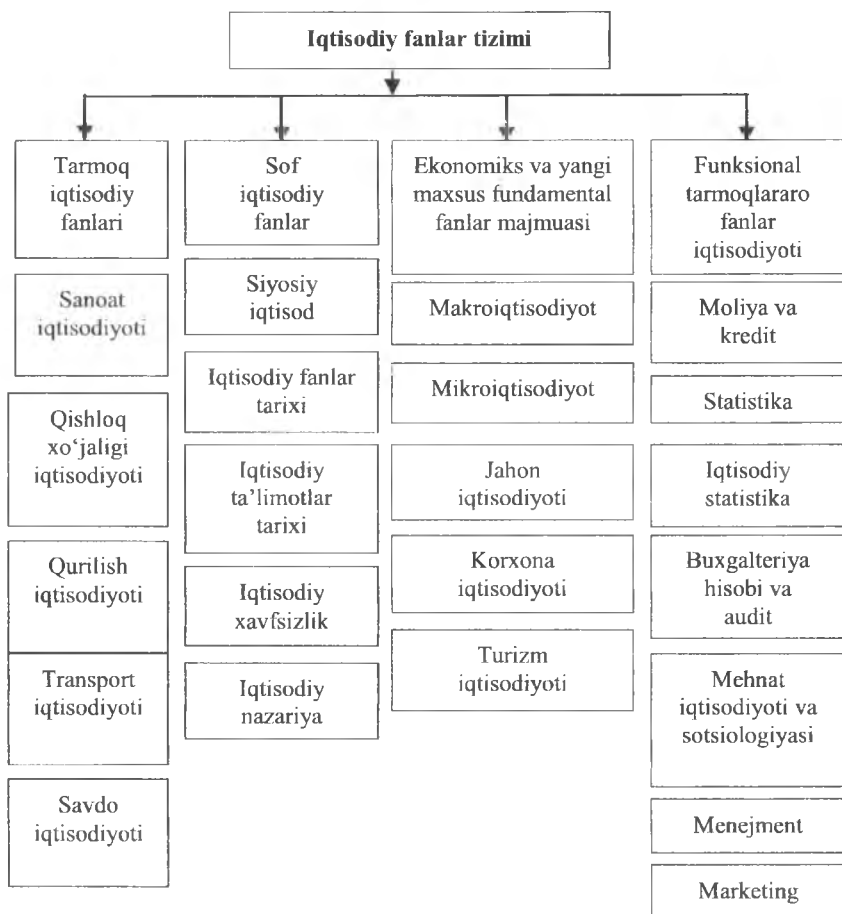 Iqtisodiy fanlar tizimi
Tarmoq
iqtisodiy
fanlari
Sanoat
iqtisodiyoti
Qishloq
xo‘jaligi
iqtisodiyoti
Qurilish
iqtisodiyoti
Transport
iqtisodiyoti
Savdo
iqtisodiyoti
Sof
iqtisodiy
fanlar
Siyosiy
iqtisod
Iqtisodiy fanlar
tarixi
Iqtisodiy
ta’limotlar
tarixi
Iqtisodiy
xavfsizlik
Iqtisodiy
nazariya
Ekonomiks va yangi
maxsus fundamental
fanlar majmuasi
Makroiqtisodiyot
Mikroiqtisodiyot
Jahon
iqtisodiyoti
Korxona
iqtisodiyoti
Turizm
iqtisodiyoti
Funksional
tarmoqlararo
fanlar
iqtisodiyoti
Moliya va
kredit
Statistika
Iqtisodiy
statistika
Buxgalteriya
hisobi va
audit
Mehnat
iqtisodiyoti va
sotsiologiyasi
Menejment
Marketing